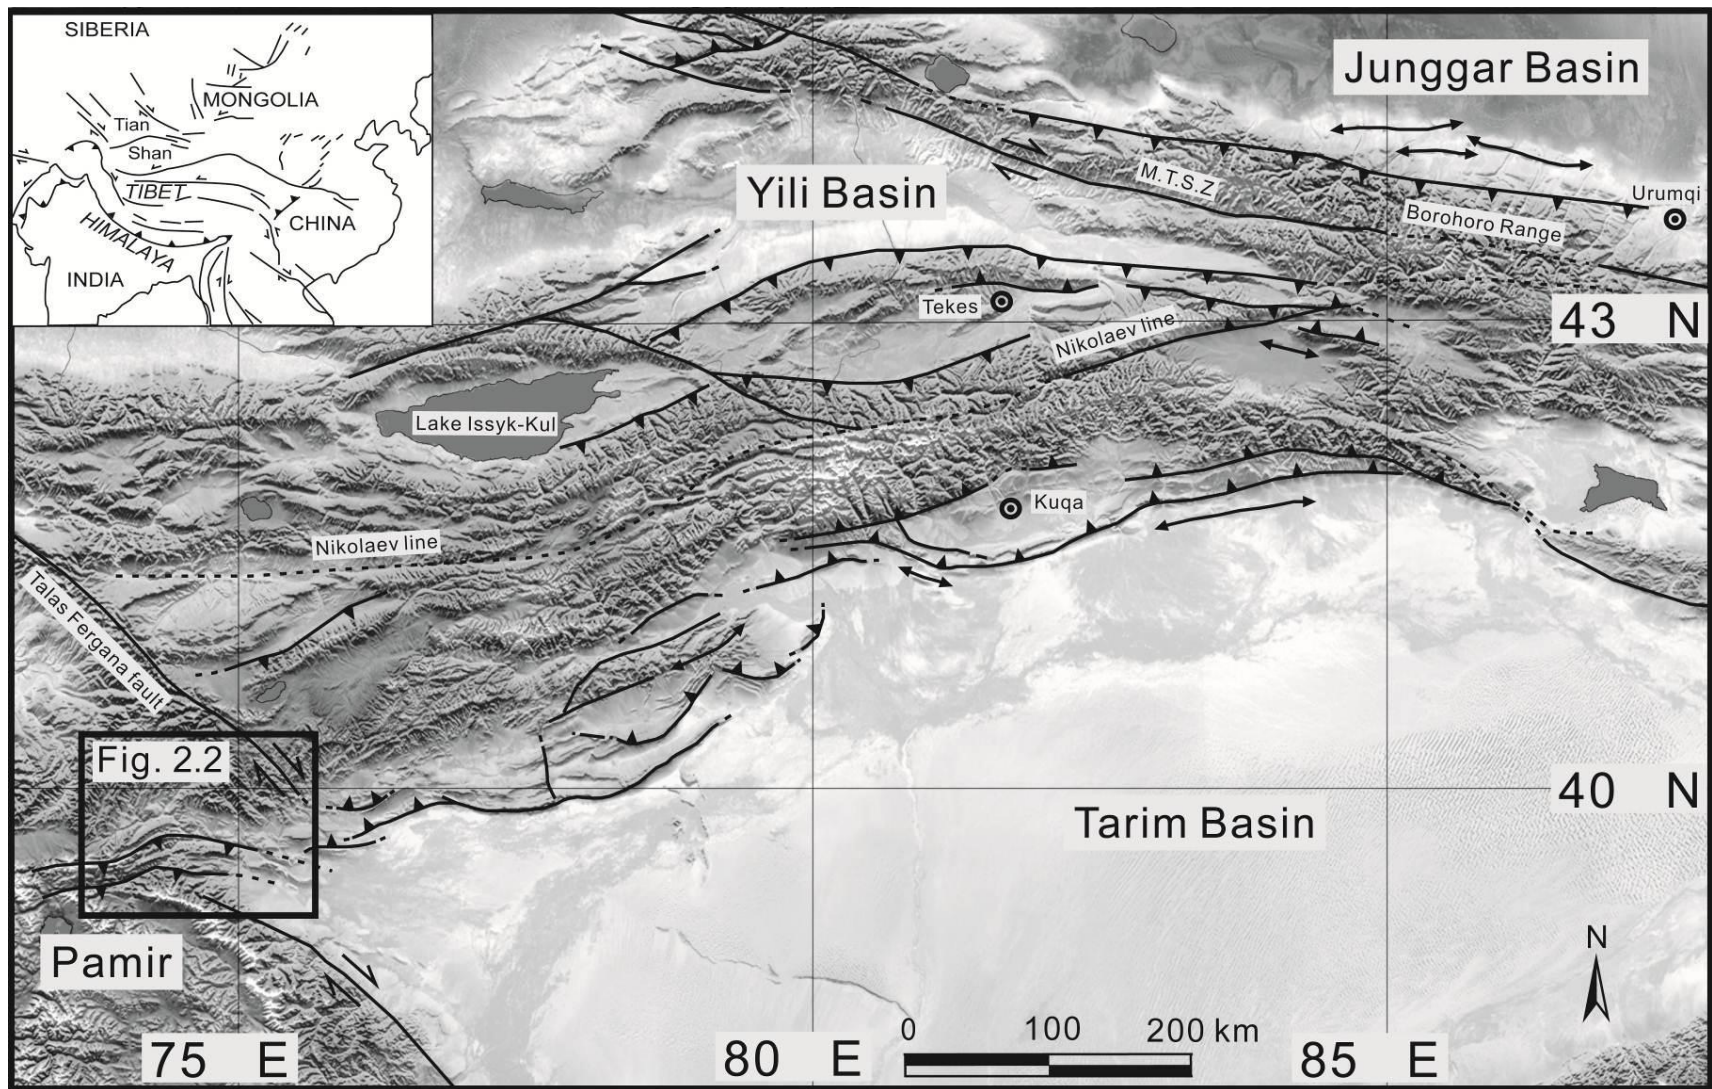 SIBERIA
MONGOLIA
Tian
Shan
TIBET
HIMALAYA
CHINA
INDIA
Junggar Basin
Yili Basin
M.T.S.Z
Urumqi
Borohoro Range
Tekes
43 N
Nikolaev line
Lake Issyk-Kul
Kuqa
Nikolaev line
Talas Fergana fault
Fig. 2.2
40 N
Tarim Basin
Pamir
N
0 100 200 km
75 E
80 E
85 E